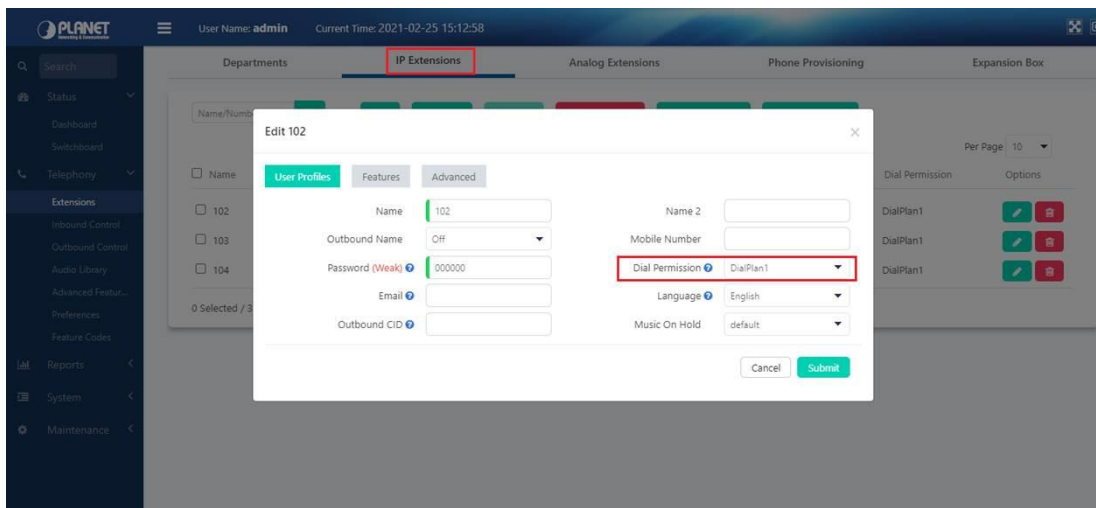 PLANET
Networking & Communication
User Name: admin
Current Time: 2021-02-25 15:12:58
Search
Status
Dashboard
Switchboard
Telephony
Extensions
Inbound Control
Outbound Control
Audio Library
Advanced Featur...
Preferences
Feature Codes
Reports
System
Maintenance
Departments
IP Extensions
Analog Extensions
Phone Provisioning
Expansion Box
Name/Numb
Per Page 10
Name
Dial Permission
Options
102
DialPlan1
103
DialPlan1
104
DialPlan1
0 Selected / 3
Edit 102
×
User Profiles
Features
Advanced
Name 102
Name 2
Outbound Name Off
Mobile Number
Password (Weak) 000000
Dial Permission DialPlan1
Email
Language English
Outbound CID
Music On Hold default
Cancel
Submit